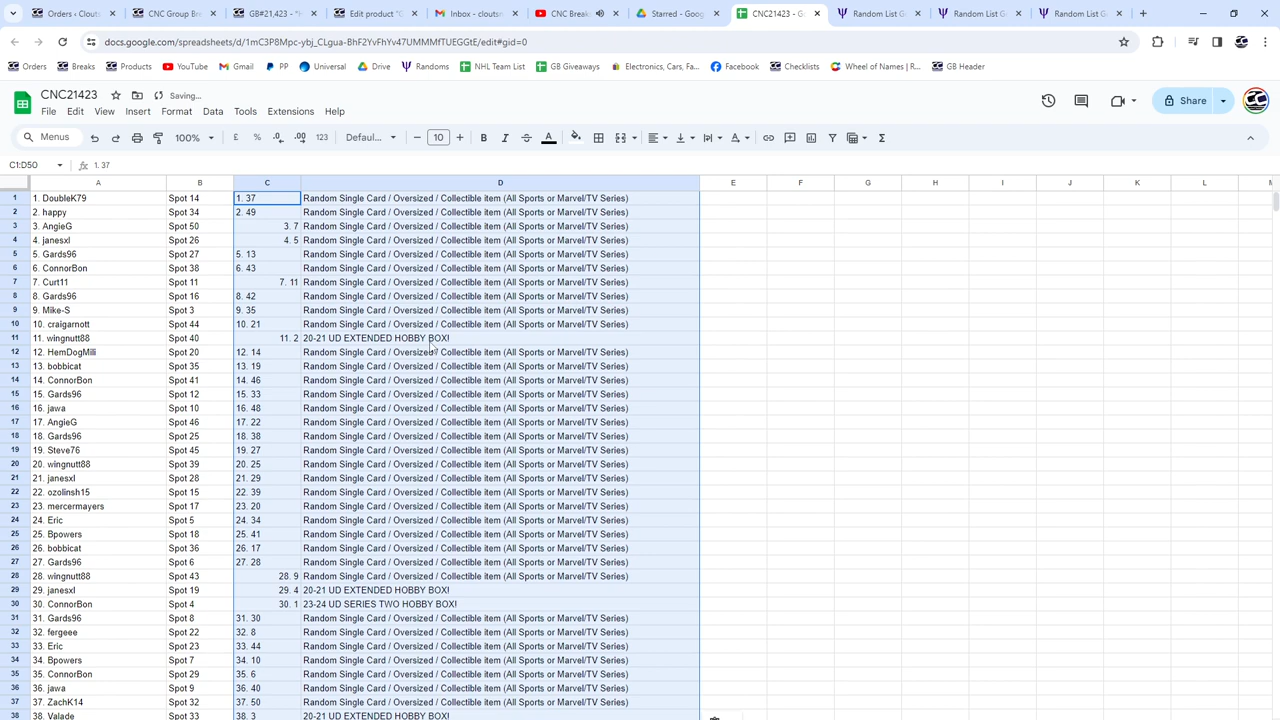 Orders ‹ Clouts
CNC Group Bre
GB#21423 - *H
Edit product "C
Inbox - cloutsn
CNC Break
Starred - Goog
CNC21423 - G
Random List G
Random List G
Random List G
docs.google.com/spreadsheets/d/1mC3P8Mpc-ybj_CLgua-BhF2YvFhYv47UMMMfTUEGGtE/edit#gid=0
Orders Breaks Products YouTube Gmail PP Universal Drive Randoms NHL Team List GB Giveaways Electronics, Cars, Fa... Facebook Checklists Wheel of Names | R... GB Header
CNC21423 Saving...
File Edit View Insert Format Data Tools Extensions Help
Share
Menus 100% £ % .0 .00 123 Defaul... 10 B I A
C1:D50 1. 37
A B C D E F G H I J K L M
1 1. DoubleK79 Spot 14 1. 37 Random Single Card / Oversized / Collectible item (All Sports or Marvel/TV Series)
2 2. happy Spot 34 2. 49 Random Single Card / Oversized / Collectible item (All Sports or Marvel/TV Series)
3 3. AngieG Spot 50 3. 7 Random Single Card / Oversized / Collectible item (All Sports or Marvel/TV Series)
4 4. janesxl Spot 26 4. 5 Random Single Card / Oversized / Collectible item (All Sports or Marvel/TV Series)
5 5. Gards96 Spot 27 5. 13 Random Single Card / Oversized / Collectible item (All Sports or Marvel/TV Series)
6 6. ConnorBon Spot 38 6. 43 Random Single Card / Oversized / Collectible item (All Sports or Marvel/TV Series)
7 7. Curt11 Spot 11 7. 11 Random Single Card / Oversized / Collectible item (All Sports or Marvel/TV Series)
8 8. Gards96 Spot 16 8. 42 Random Single Card / Oversized / Collectible item (All Sports or Marvel/TV Series)
9 9. Mike-S Spot 3 9. 35 Random Single Card / Oversized / Collectible item (All Sports or Marvel/TV Series)
10 10. craigarnott Spot 44 10. 21 Random Single Card / Oversized / Collectible item (All Sports or Marvel/TV Series)
11 11. wingnutt88 Spot 40 11. 2 20-21 UD EXTENDED HOBBY BOX!
12 12. HemDogMili Spot 20 12. 14 Random Single Card / Oversized / Collectible item (All Sports or Marvel/TV Series)
13 13. bobbicat Spot 35 13. 19 Random Single Card / Oversized / Collectible item (All Sports or Marvel/TV Series)
14 14. ConnorBon Spot 41 14. 46 Random Single Card / Oversized / Collectible item (All Sports or Marvel/TV Series)
15 15. Gards96 Spot 12 15. 33 Random Single Card / Oversized / Collectible item (All Sports or Marvel/TV Series)
16 16. jawa Spot 10 16. 48 Random Single Card / Oversized / Collectible item (All Sports or Marvel/TV Series)
17 17. AngieG Spot 46 17. 22 Random Single Card / Oversized / Collectible item (All Sports or Marvel/TV Series)
18 18. Gards96 Spot 25 18. 38 Random Single Card / Oversized / Collectible item (All Sports or Marvel/TV Series)
19 19. Steve76 Spot 45 19. 27 Random Single Card / Oversized / Collectible item (All Sports or Marvel/TV Series)
20 20. wingnutt88 Spot 39 20. 25 Random Single Card / Oversized / Collectible item (All Sports or Marvel/TV Series)
21 21. janesxl Spot 28 21. 29 Random Single Card / Oversized / Collectible item (All Sports or Marvel/TV Series)
22 22. ozolinsh15 Spot 15 22. 39 Random Single Card / Oversized / Collectible item (All Sports or Marvel/TV Series)
23 23. mercermayers Spot 17 23. 20 Random Single Card / Oversized / Collectible item (All Sports or Marvel/TV Series)
24 24. Eric Spot 5 24. 34 Random Single Card / Oversized / Collectible item (All Sports or Marvel/TV Series)
25 25. Bpowers Spot 18 25. 41 Random Single Card / Oversized / Collectible item (All Sports or Marvel/TV Series)
26 26. bobbicat Spot 36 26. 17 Random Single Card / Oversized / Collectible item (All Sports or Marvel/TV Series)
27 27. Gards96 Spot 6 27. 28 Random Single Card / Oversized / Collectible item (All Sports or Marvel/TV Series)
28 28. wingnutt88 Spot 43 28. 9 Random Single Card / Oversized / Collectible item (All Sports or Marvel/TV Series)
29 29. janesxl Spot 19 29. 4 20-21 UD EXTENDED HOBBY BOX!
30 30. ConnorBon Spot 4 30. 1 23-24 UD SERIES TWO HOBBY BOX!
31 31. Gards96 Spot 8 31. 30 Random Single Card / Oversized / Collectible item (All Sports or Marvel/TV Series)
32 32. fergeee Spot 22 32. 8 Random Single Card / Oversized / Collectible item (All Sports or Marvel/TV Series)
33 33. Eric Spot 23 33. 44 Random Single Card / Oversized / Collectible item (All Sports or Marvel/TV Series)
34 34. Bpowers Spot 7 34. 10 Random Single Card / Oversized / Collectible item (All Sports or Marvel/TV Series)
35 35. ConnorBon Spot 29 35. 6 Random Single Card / Oversized / Collectible item (All Sports or Marvel/TV Series)
36 36. jawa Spot 9 36. 40 Random Single Card / Oversized / Collectible item (All Sports or Marvel/TV Series)
37 37. ZachK14 Spot 32 37. 50 Random Single Card / Oversized / Collectible item (All Sports or Marvel/TV Series)
38 38. Valade Spot 33 38. 3 20-21 UD EXTENDED HOBBY BOX!